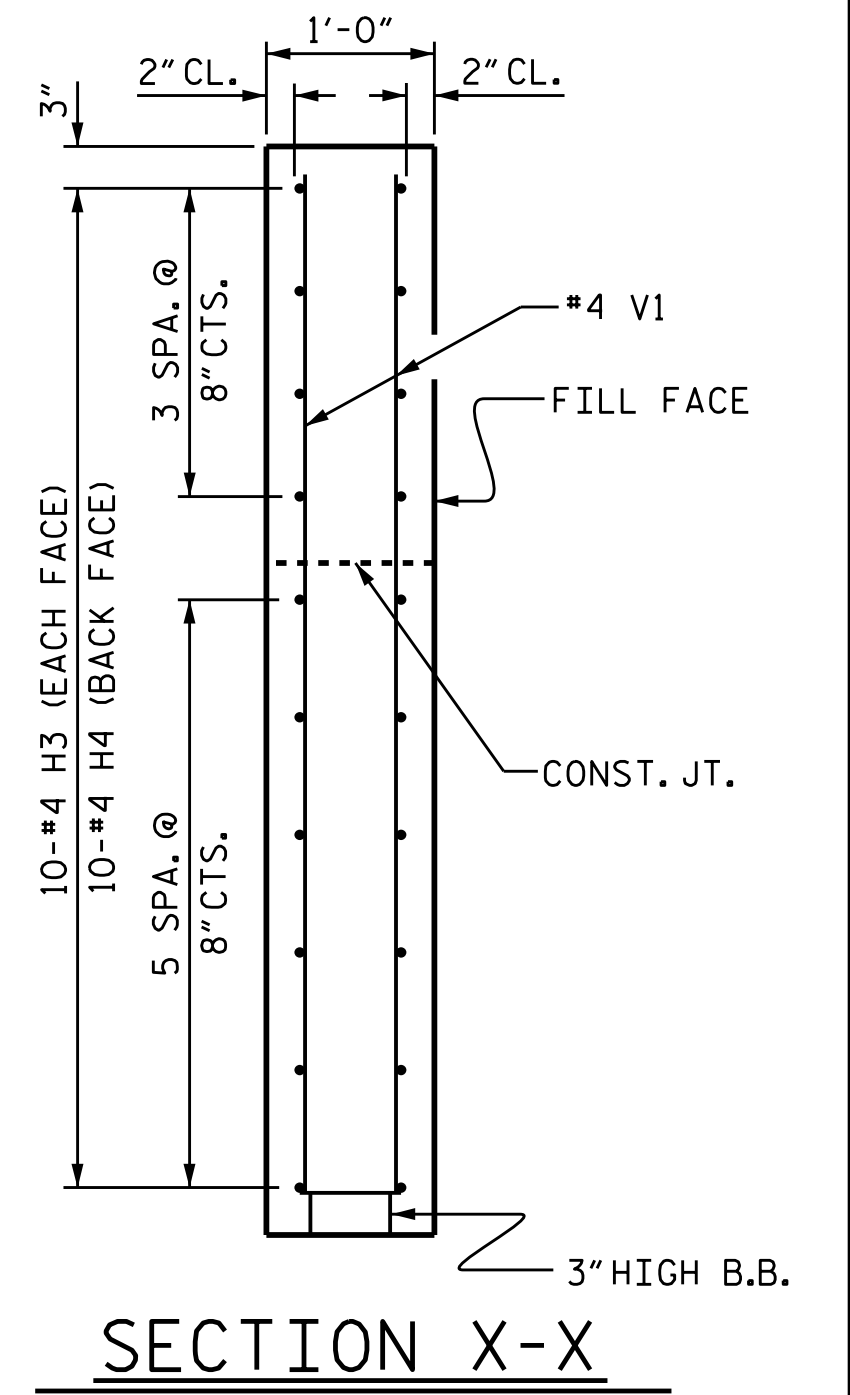 1'-0"
2" CL.
2" CL.
3"
3 SPA. @
8" CTS.
#4 V1
FILL FACE
10-#4 H3 (EACH FACE)
10-#4 H4 (BACK FACE)
CONST. JT.
5 SPA. @
8" CTS.
3" HIGH B.B.
SECTION X-X